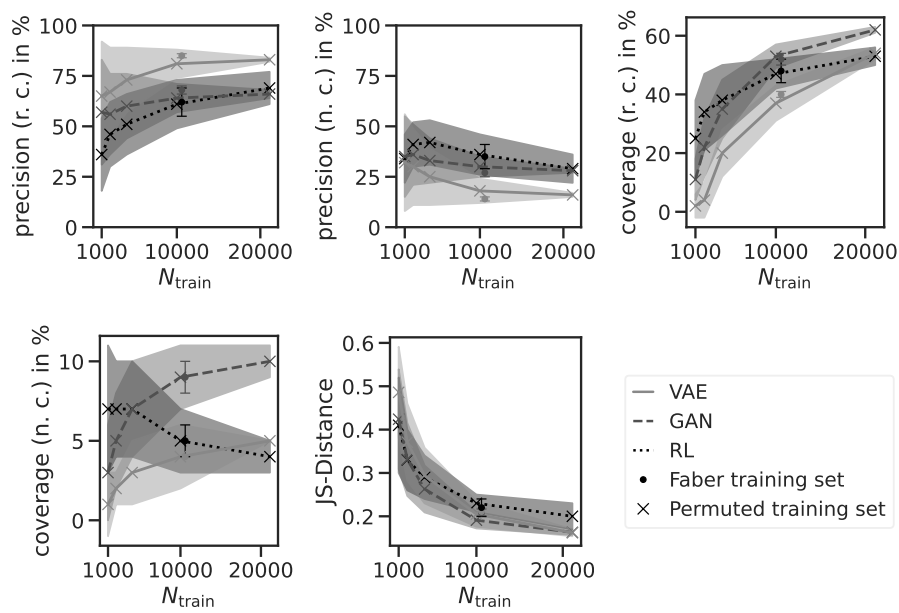 precision (r. c.) in %
100
75
50
25
0
1000 10000 20000
N_train
precision (n. c.) in %
100
75
50
25
0
1000 10000 20000
N_train
coverage (r. c.) in %
60
40
20
0
1000 10000 20000
N_train
coverage (n. c.) in %
10
5
0
1000 10000 20000
N_train
JS-Distance
0.6
0.5
0.4
0.3
0.2
1000 10000 20000
N_train
VAE
GAN
RL
Faber training set
Permuted training set